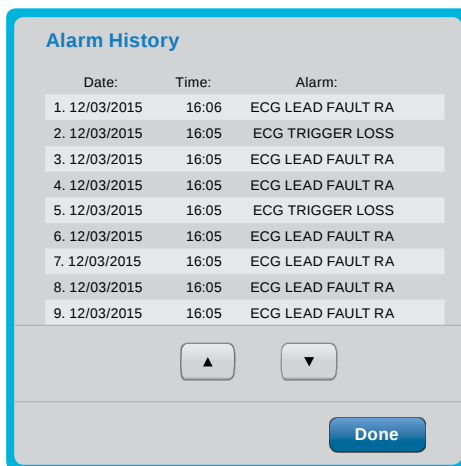 Alarm History
Date: Time: Alarm:
1. 12/03/2015 16:06 ECG LEAD FAULT RA
2. 12/03/2015 16:05 ECG TRIGGER LOSS
3. 12/03/2015 16:05 ECG LEAD FAULT RA
4. 12/03/2015 16:05 ECG LEAD FAULT RA
5. 12/03/2015 16:05 ECG TRIGGER LOSS
6. 12/03/2015 16:05 ECG LEAD FAULT RA
7. 12/03/2015 16:05 ECG LEAD FAULT RA
8. 12/03/2015 16:05 ECG LEAD FAULT RA
9. 12/03/2015 16:05 ECG LEAD FAULT RA
Done